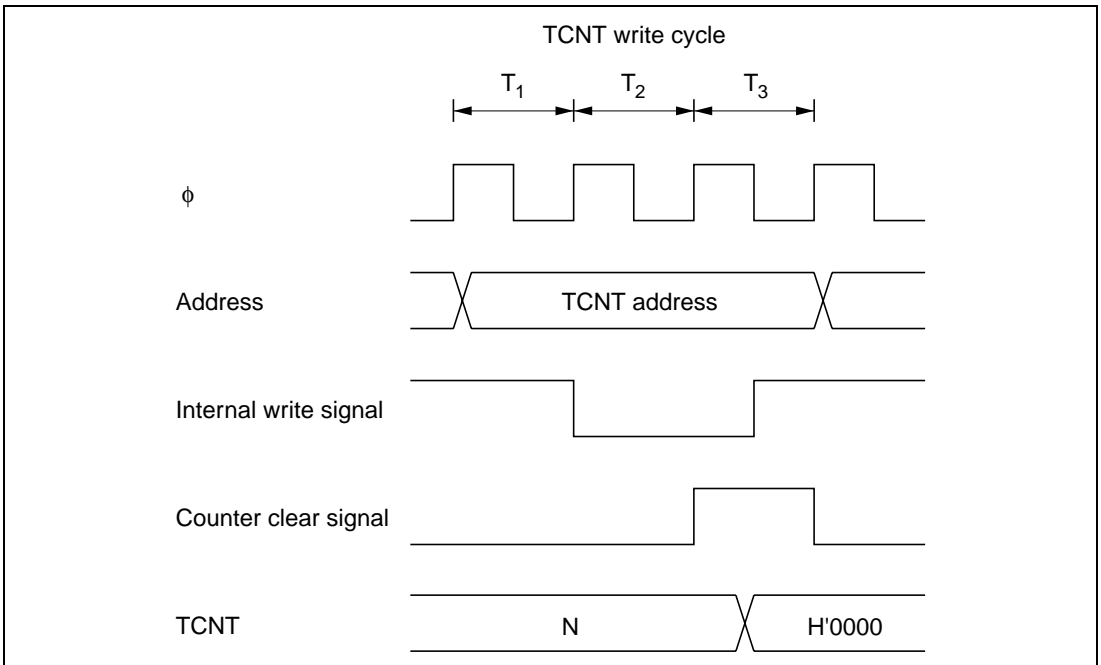 TCNT write cycle
T1 T2 T3
ϕ
Address
TCNT address
Internal write signal
Counter clear signal
TCNT
N
H'0000